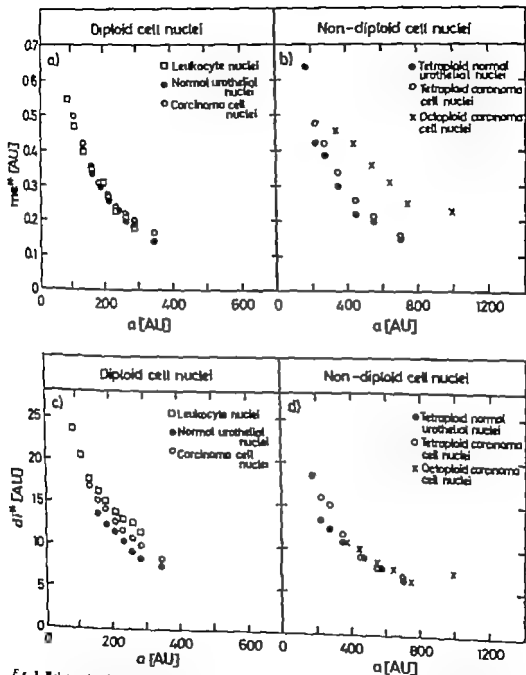 Diploid cell nuclei
Non-diploid cell nuclei
a)
□ Leukocyte nuclei
● Normal urothelial nuclei
○ Carcinoma cell nuclei
b)
● Tetraploid normal urothelial nuclei
○ Tetraploid carcinoma cell nuclei
x Octoploid carcinoma cell nuclei
me* [AU]
0.7
0.6
0.5
0.4
0.3
0.2
0.1
0
0 200 400 600
0 400 800 1200
a [AU]
a [AU]
Diploid cell nuclei
Non-diploid cell nuclei
c)
□ Leukocyte nuclei
● Normal urothelial nuclei
○ Carcinoma cell nuclei
d)
● Tetraploid normal urothelial nuclei
○ Tetraploid carcinoma cell nuclei
x Octoploid carcinoma cell nuclei
di* [AU]
25
20
15
10
5
0
200 400 600
0 400 800 1200
a [AU]
a [AU]